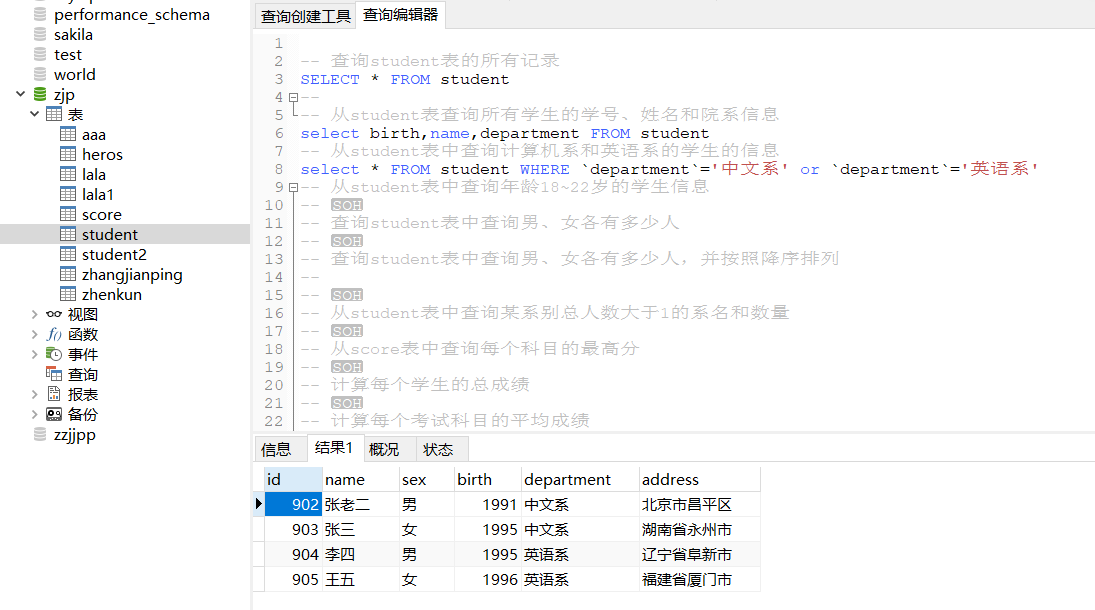 performance_schema
sakila
test
world
zjp
表
aaa
heros
lala
lala1
score
student
student2
zhangjianping
zhenkun
视图
函数
事件
查询
报表
备份
zzjjpp
查询创建工具 查询编辑器
1
2 -- 查询student表的所有记录
3 SELECT * FROM student
4 --
5 -- 从student表查询所有学生的学号、姓名和院系信息
6 select birth,name,department FROM student
7 -- 从student表中查询计算机系和英语系的学生的信息
8 select * FROM student WHERE `department`='中文系' or `department`='英语系'
9 -- 从student表中查询年龄18~22岁的学生信息
10 -- SOH
11 -- 查询student表中查询男、女各有多少人
12 -- SOH
13 -- 查询student表中查询男、女各有多少人，并按照降序排列
14 --
15 -- SOH
16 -- 从student表中查询某系别总人数大于1的系名和数量
17 -- SOH
18 -- 从score表中查询每个科目的最高分
19 -- SOH
20 -- 计算每个学生的总成绩
21 -- SOH
22 -- 计算每个考试科目的平均成绩
信息 结果1 概况 状态
id name sex birth department address
902 张老二 男 1991 中文系 北京市昌平区
903 张三 女 1995 中文系 湖南省永州市
904 李四 男 1995 英语系 辽宁省阜新市
905 王五 女 1996 英语系 福建省厦门市